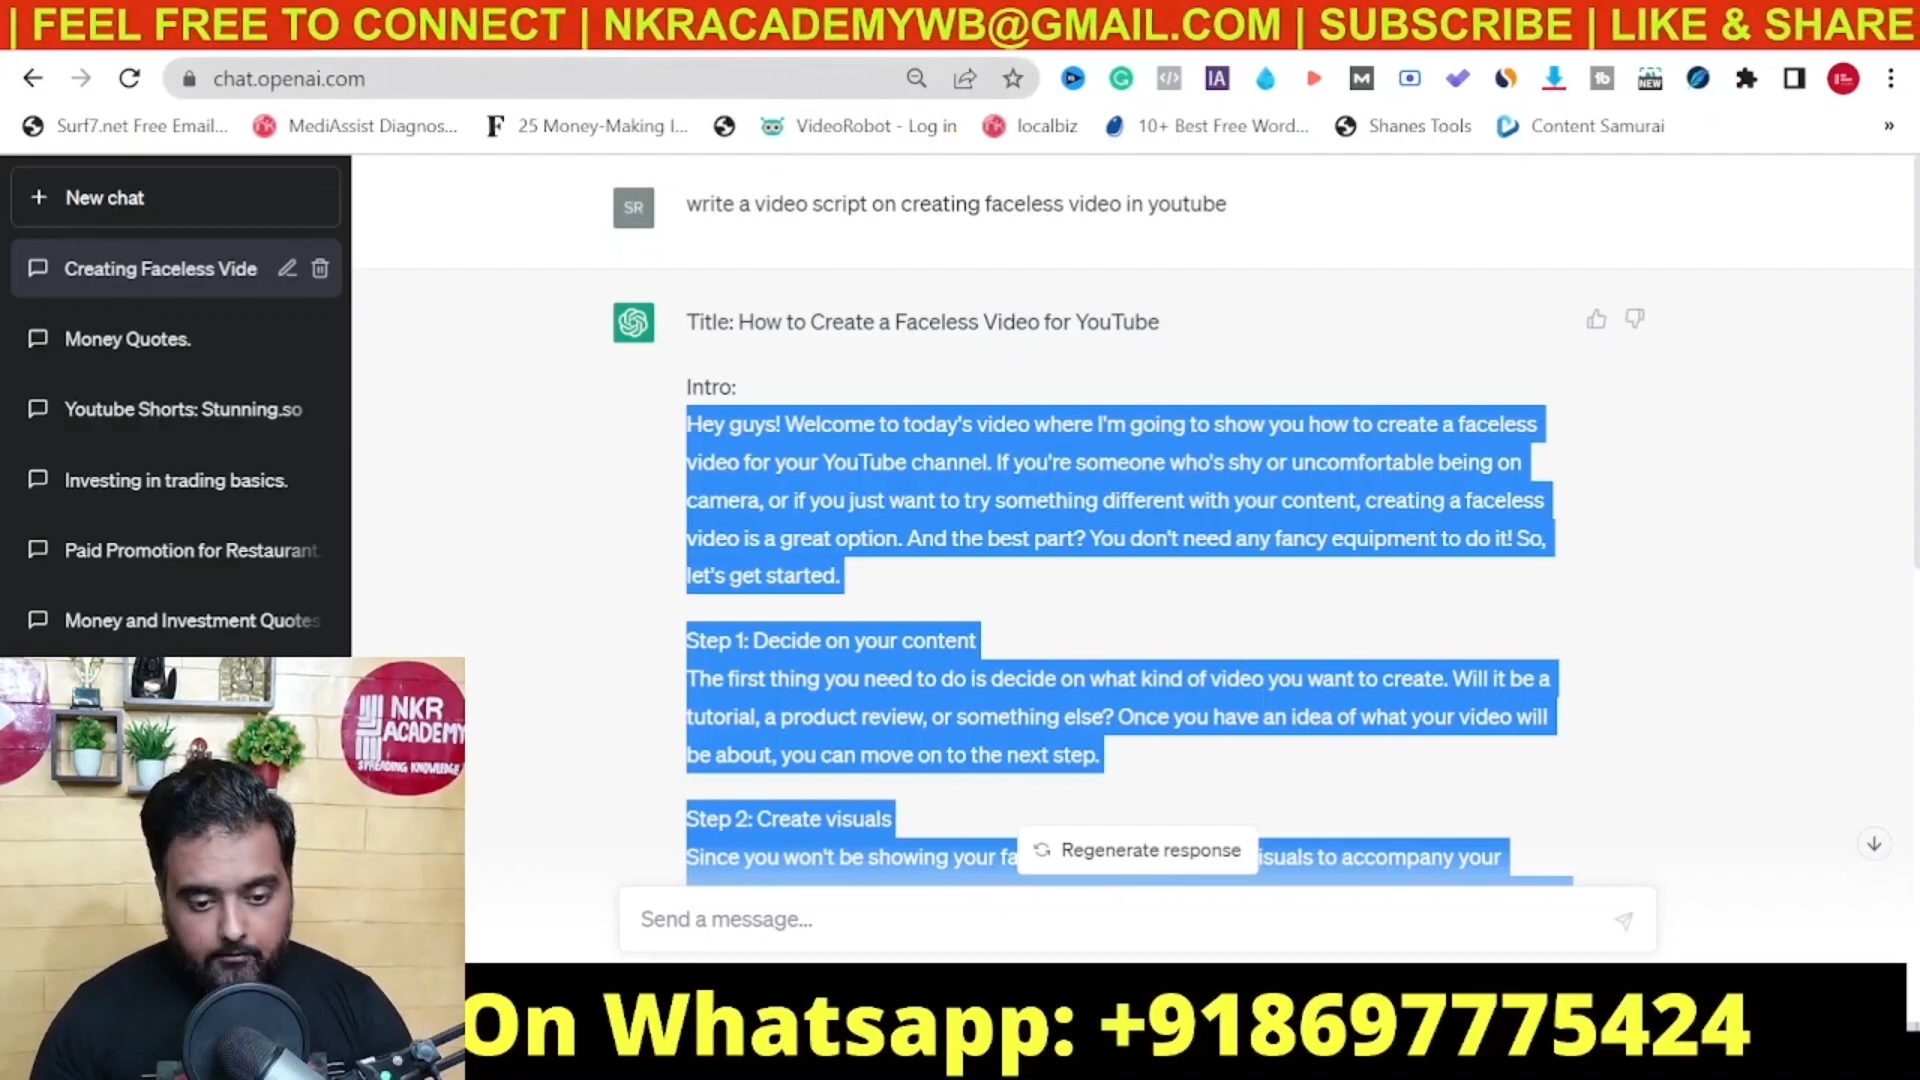 | FEEL FREE TO CONNECT | NKRACADEMYWB@GMAIL.COM | SUBSCRIBE | LIKE & SHARE
chat.openai.com
Surf7.net Free Email...
MediAssist Diagnos...
25 Money-Making I...
VideoRobot - Log in
localbiz
10+ Best Free Word...
Shanes Tools
Content Samurai
»
+ New chat
Creating Faceless Vide
Money Quotes.
Youtube Shorts: Stunning.so
Investing in trading basics.
Paid Promotion for Restaurant
Money and Investment Quotes
SR
write a video script on creating faceless video in youtube
Title: How to Create a Faceless Video for YouTube
Intro:
Hey guys! Welcome to today's video where I'm going to show you how to create a faceless
video for your YouTube channel. If you're someone who's shy or uncomfortable being on
camera, or if you just want to try something different with your content, creating a faceless
video is a great option. And the best part? You don't need any fancy equipment to do it! So,
let's get started.
Step 1: Decide on your content
The first thing you need to do is decide on what kind of video you want to create. Will it be a
tutorial, a product review, or something else? Once you have an idea of what your video will
be about, you can move on to the next step.
Step 2: Create visuals
Since you won't be showing your fa
isuals to accompany your
Regenerate response
Send a message...
NKR
ACADEMY
SPREADING KNOWLEDGE
On Whatsapp: +918697775424